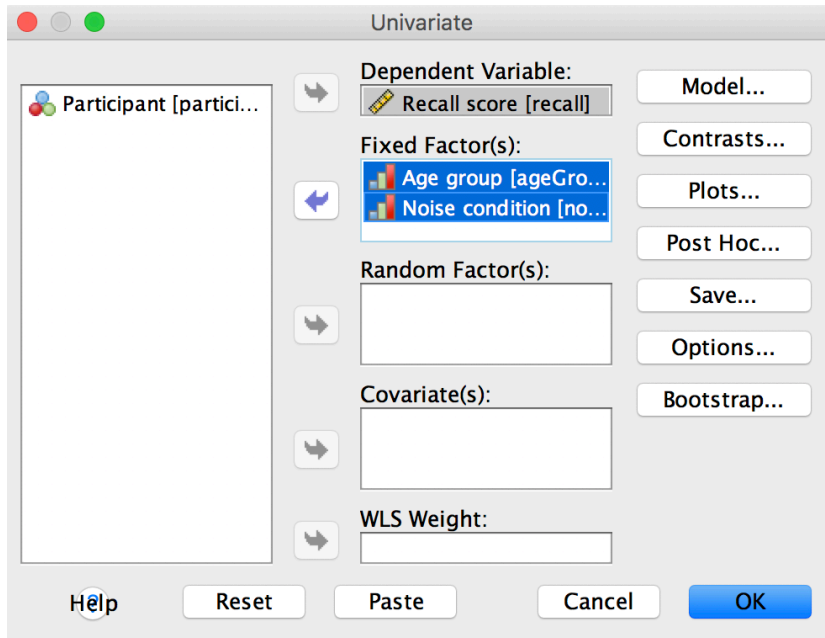 Univariate
Participant [partici...
Dependent Variable:
Recall score [recall]
Fixed Factor(s):
Age group [ageGro...
Noise condition [no...
Random Factor(s):
Covariate(s):
WLS Weight:
Model...
Contrasts...
Plots...
Post Hoc...
Save...
Options...
Bootstrap...
Help
Reset
Paste
Cancel
OK